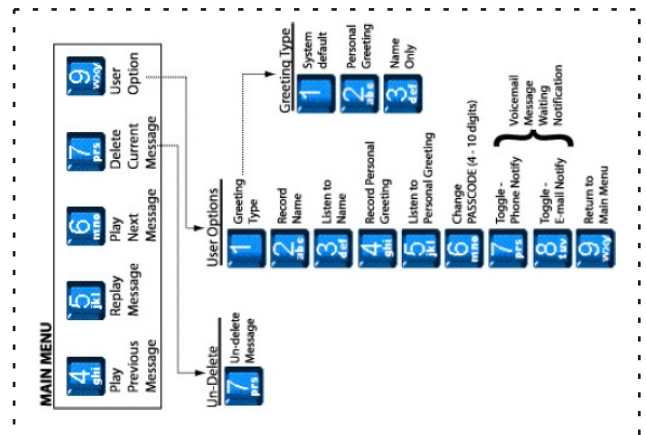 MAIN MENU
4
ghi
Play
Previous
Message
5
jkl
Replay
Message
6
mno
Play
Next
Message
7
prs
Delete
Current
Message
9
wxy
User
Option
Un-Delete
7
prs
Un-delete
Message
User Options
1
Greeting
Type
2
abc
Record
Name
3
def
Listen to
Name
4
ghi
Record Personal
Greeting
5
jkl
Listen to
Personal Greeting
6
mno
Change
PASSCODE (4 - 10 digits)
7
prs
Toggle -
Phone Notify
8
tuv
Toggle -
E-mail Notify
Voicemail
Message
Waiting
Notification
9
wxy
Return to
Main Menu
Greeting Type
1
System
default
2
abc
Personal
Greeting
3
def
Name
Only